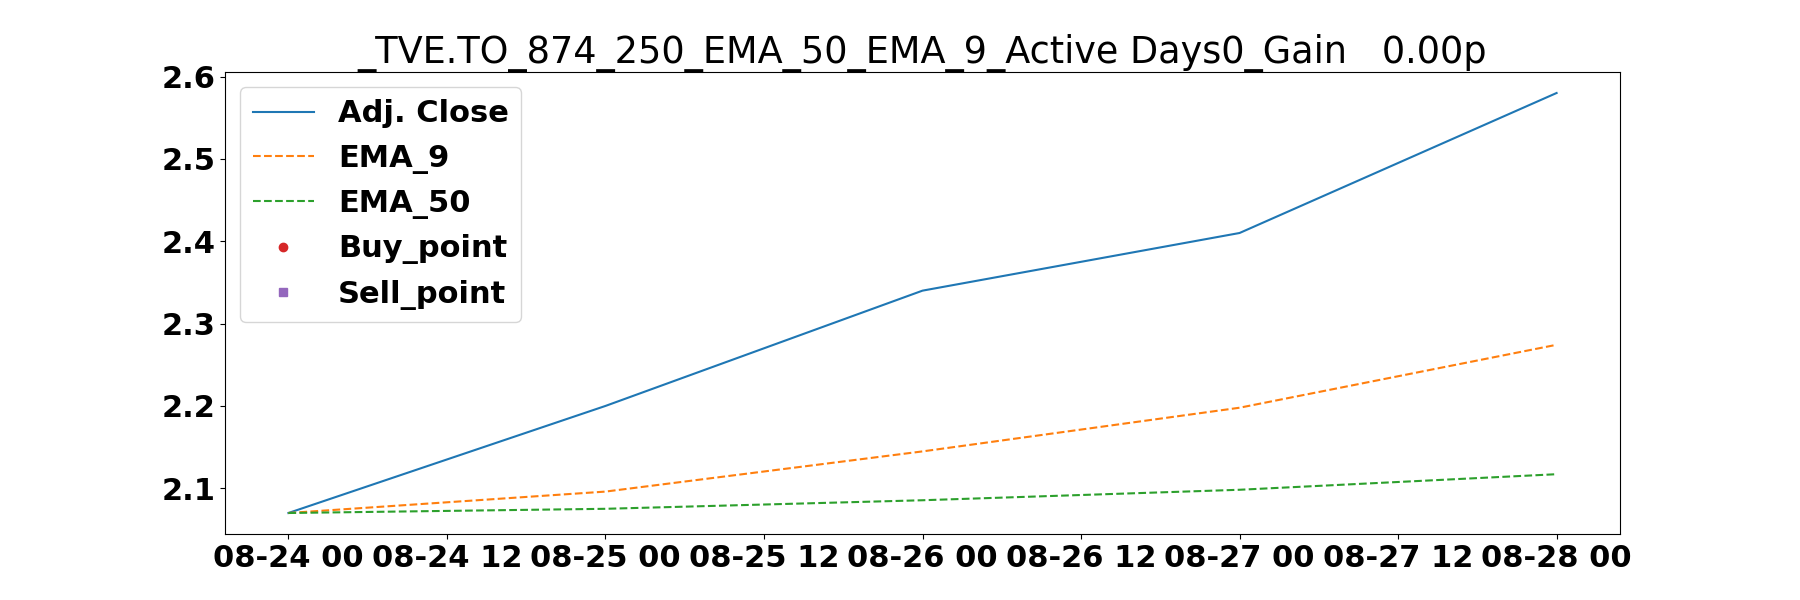 _TVE.TO_874_250_EMA_50_EMA_9_Active Days0_Gain   0.00p
2.6
2.5
2.4
2.3
2.2
2.1
Adj. Close
EMA_9
EMA_50
Buy_point
Sell_point
08-24 00 08-24 12 08-25 00 08-25 12 08-26 00 08-26 12 08-27 00 08-27 12 08-28 00